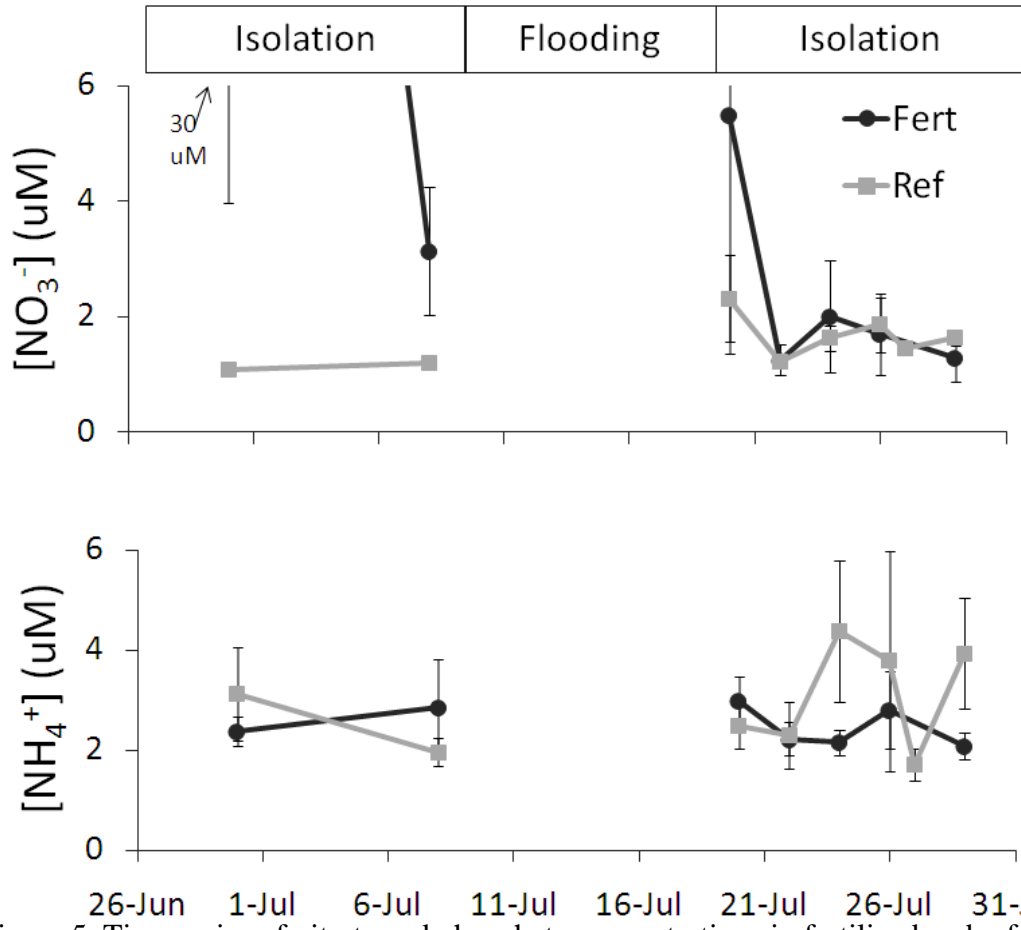 Isolation
Flooding
Isolation
6
30
uM
Fert
Ref
4
2
0
[NO3-] (uM)
6
4
2
0
[NH4+] (uM)
26-Jun
1-Jul
6-Jul
11-Jul
16-Jul
21-Jul
26-Jul